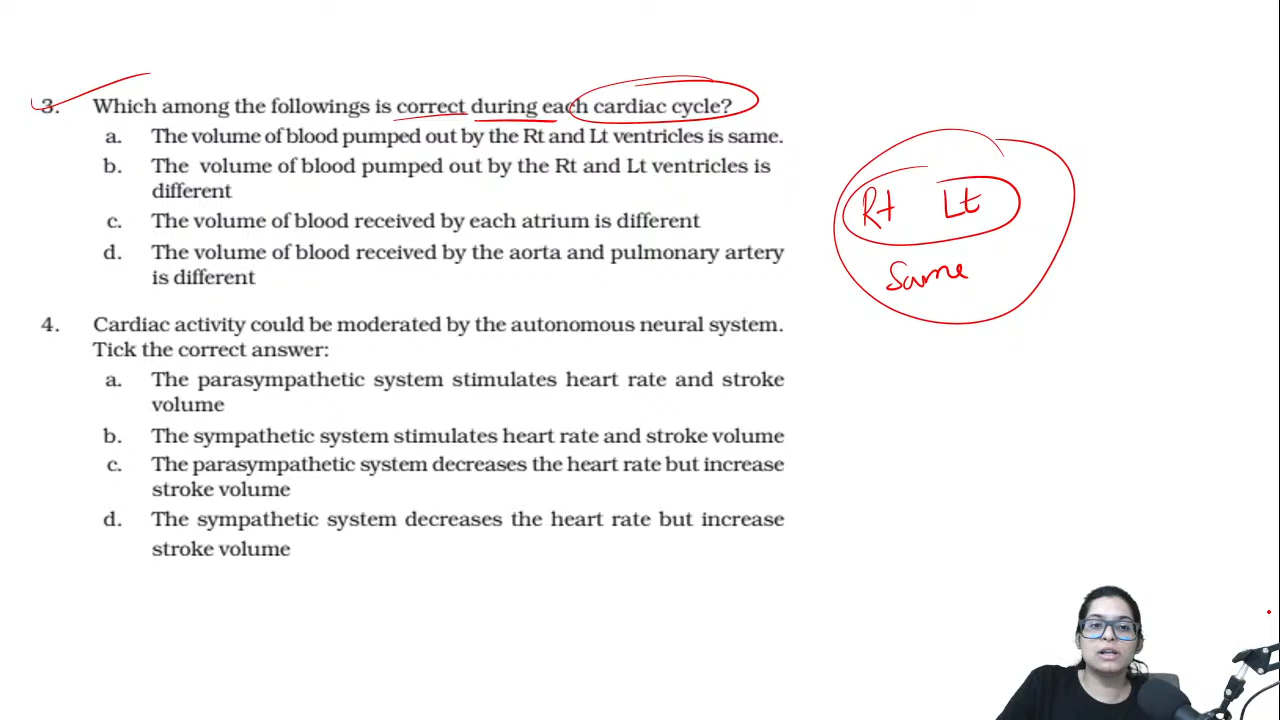 3. Which among the followings is correct during each cardiac cycle?
a. The volume of blood pumped out by the Rt and Lt ventricles is same.
b. The volume of blood pumped out by the Rt and Lt ventricles is
different
c. The volume of blood received by each atrium is different
d. The volume of blood received by the aorta and pulmonary artery
is different
Rt Lt
Same
4. Cardiac activity could be moderated by the autonomous neural system.
Tick the correct answer:
a. The parasympathetic system stimulates heart rate and stroke
volume
b. The sympathetic system stimulates heart rate and stroke volume
c. The parasympathetic system decreases the heart rate but increase
stroke volume
d. The sympathetic system decreases the heart rate but increase
stroke volume